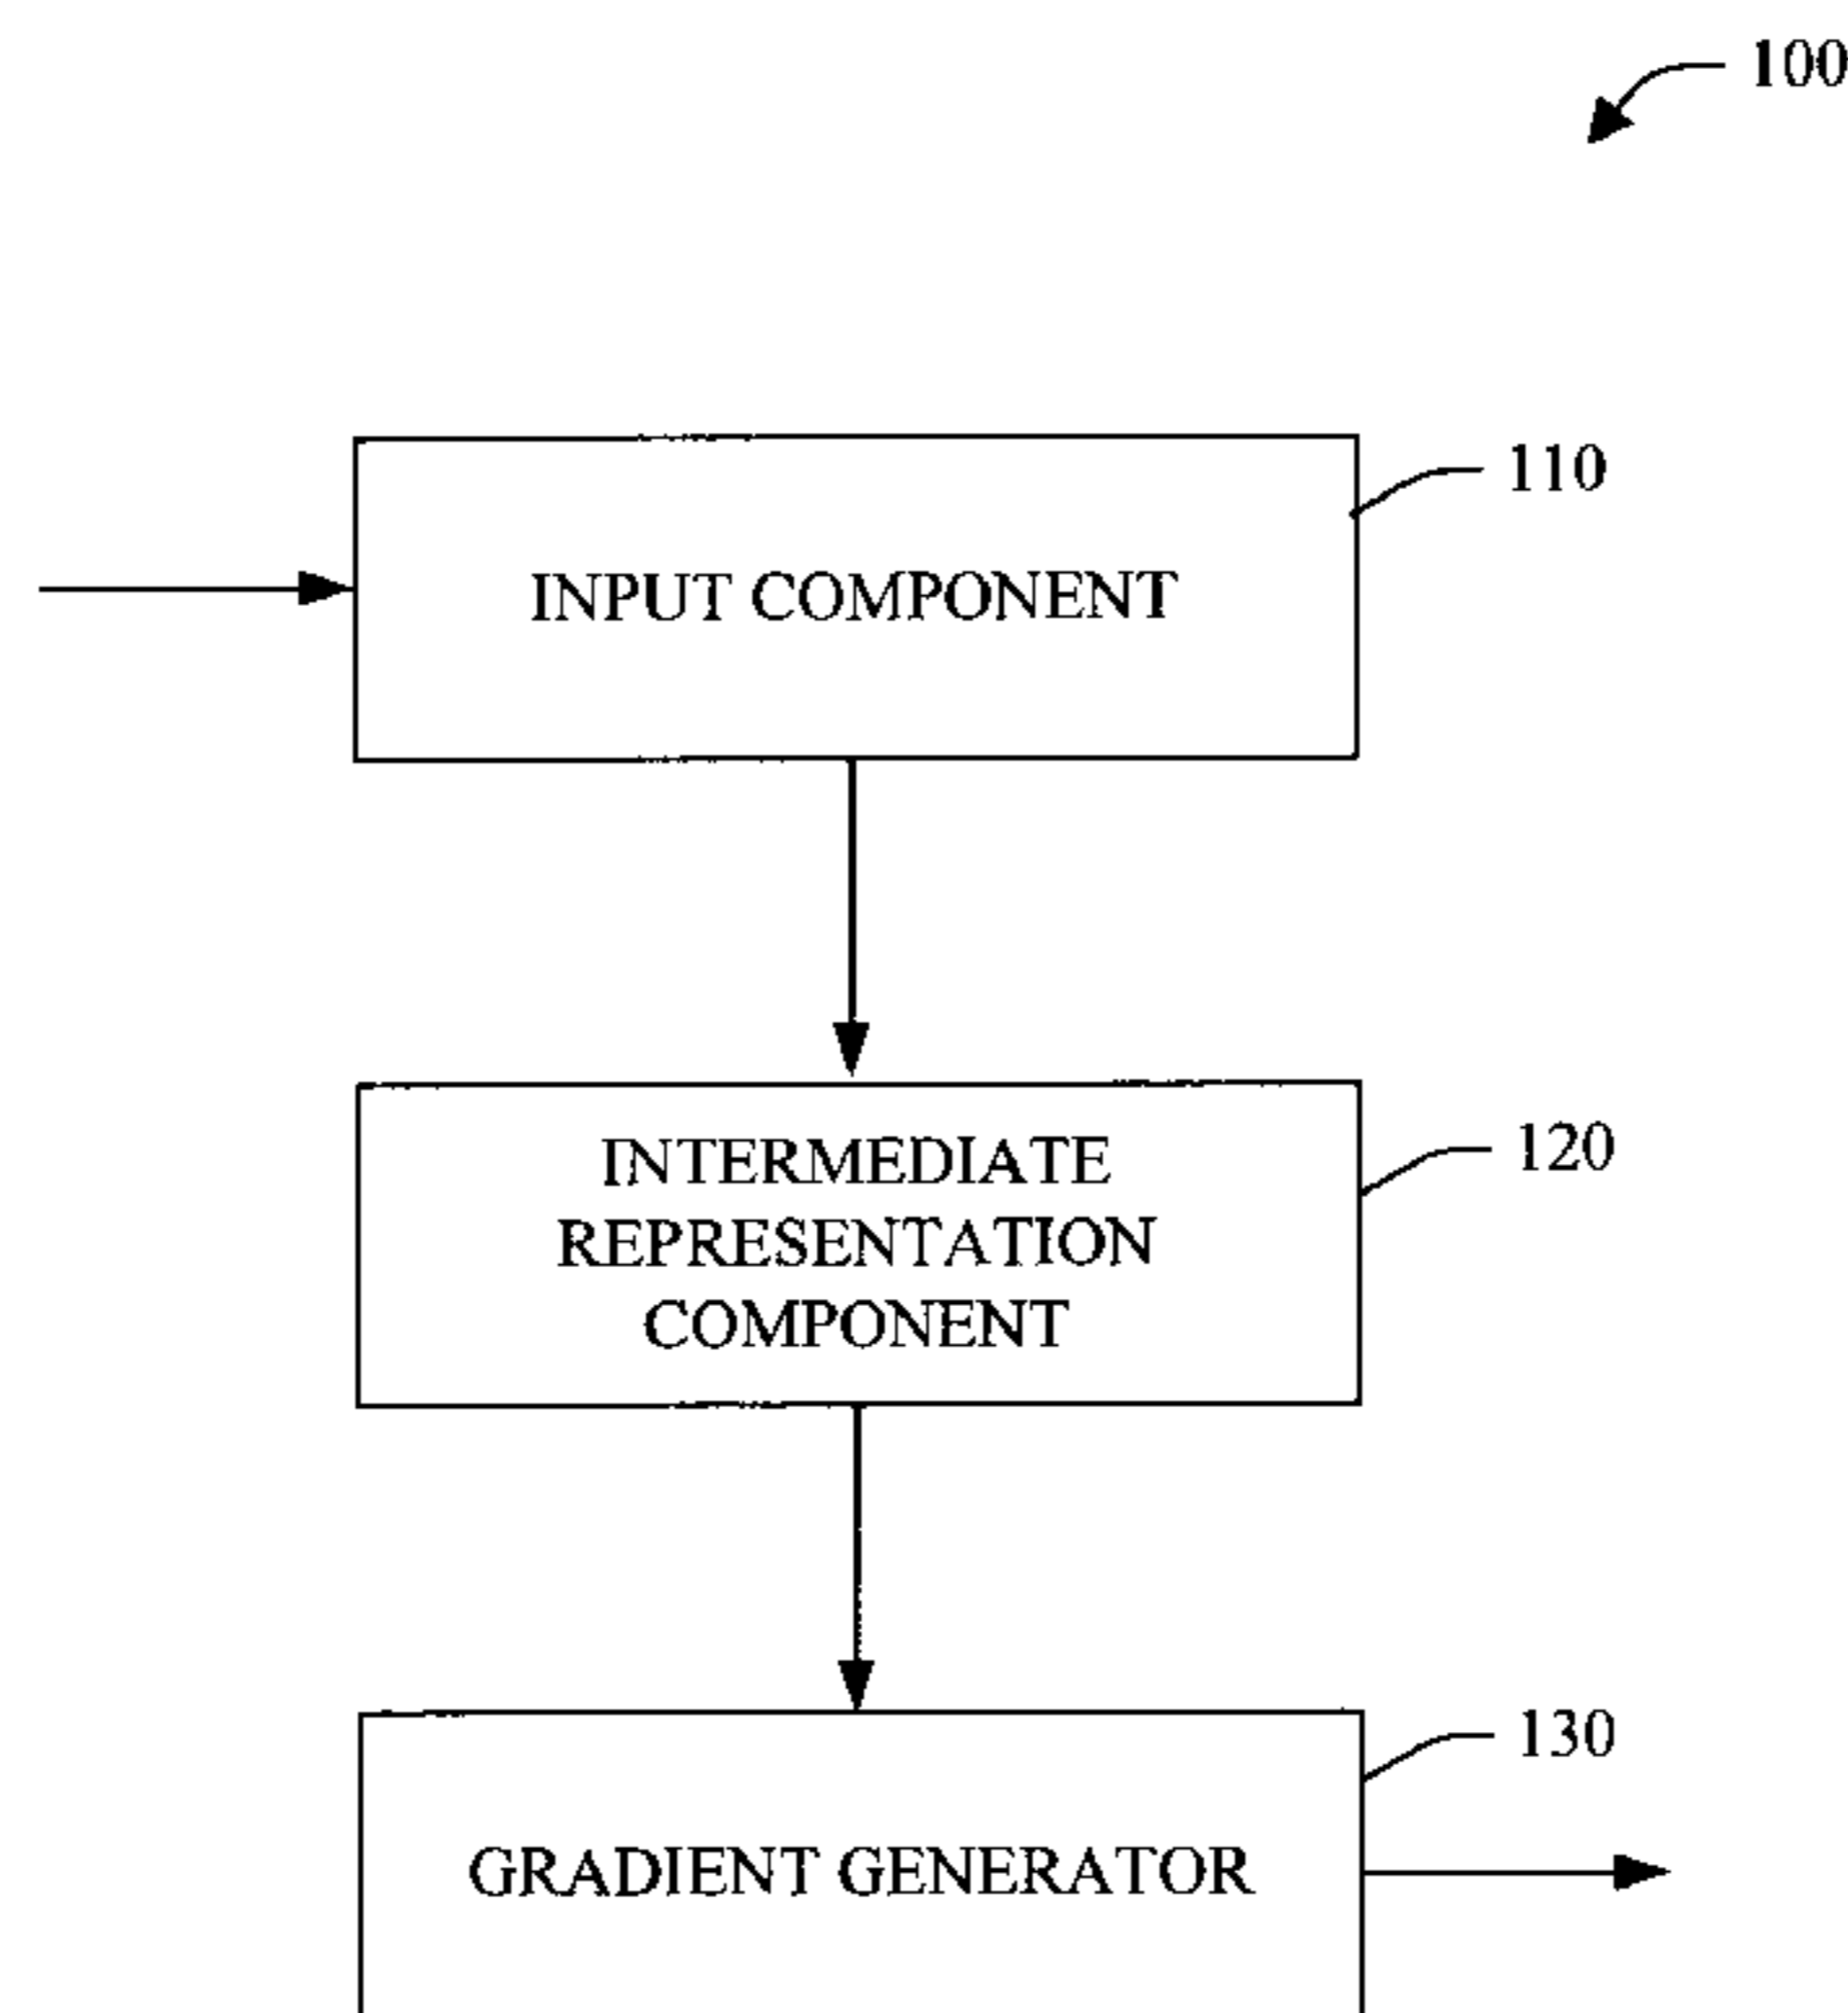 100
110
INPUT COMPONENT
120
INTERMEDIATE
REPRESENTATION
COMPONENT
130
GRADIENT GENERATOR